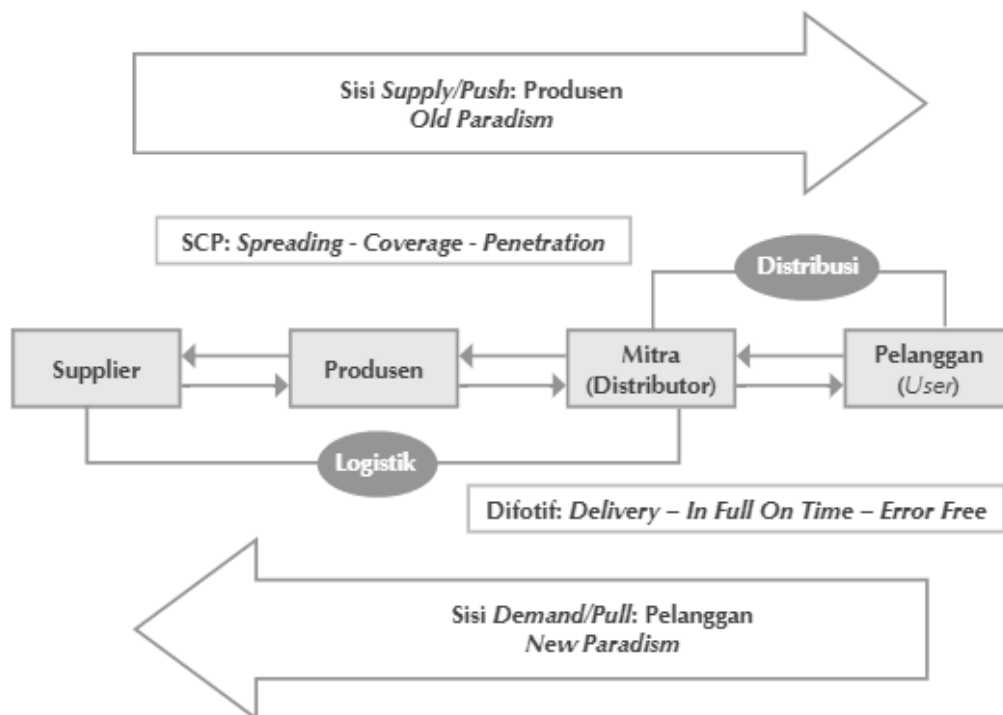 Sisi Supply/Push: Produsen
Old Paradism
SCP: Spreading - Coverage - Penetration
Distribusi
Supplier
Produsen
Mitra
(Distributor)
Pelanggan
(User)
Logistik
Difotif: Delivery – In Full On Time – Error Free
Sisi Demand/Pull: Pelanggan
New Paradism